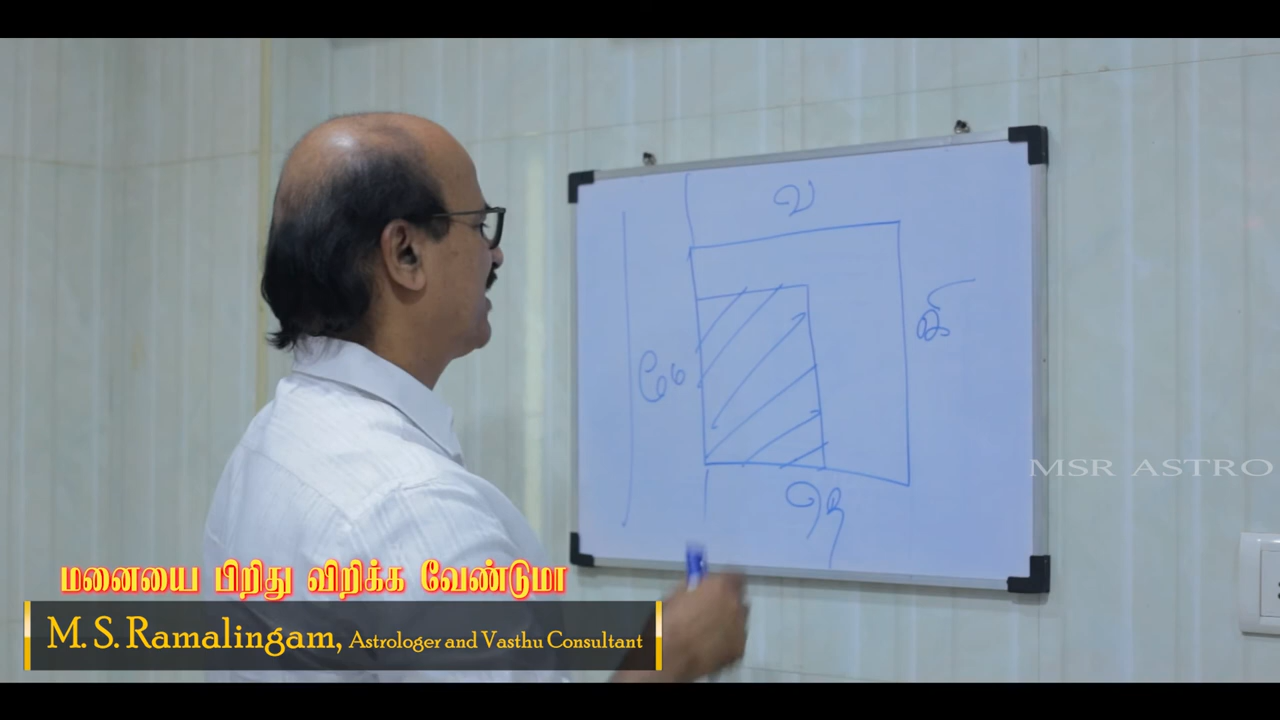 வ
கி
மே
தெ
MSR ASTRO
மனையை பிறிது விறிக்க வேண்டுமா
M. S. Ramalingam, Astrologer and Vasthu Consultant